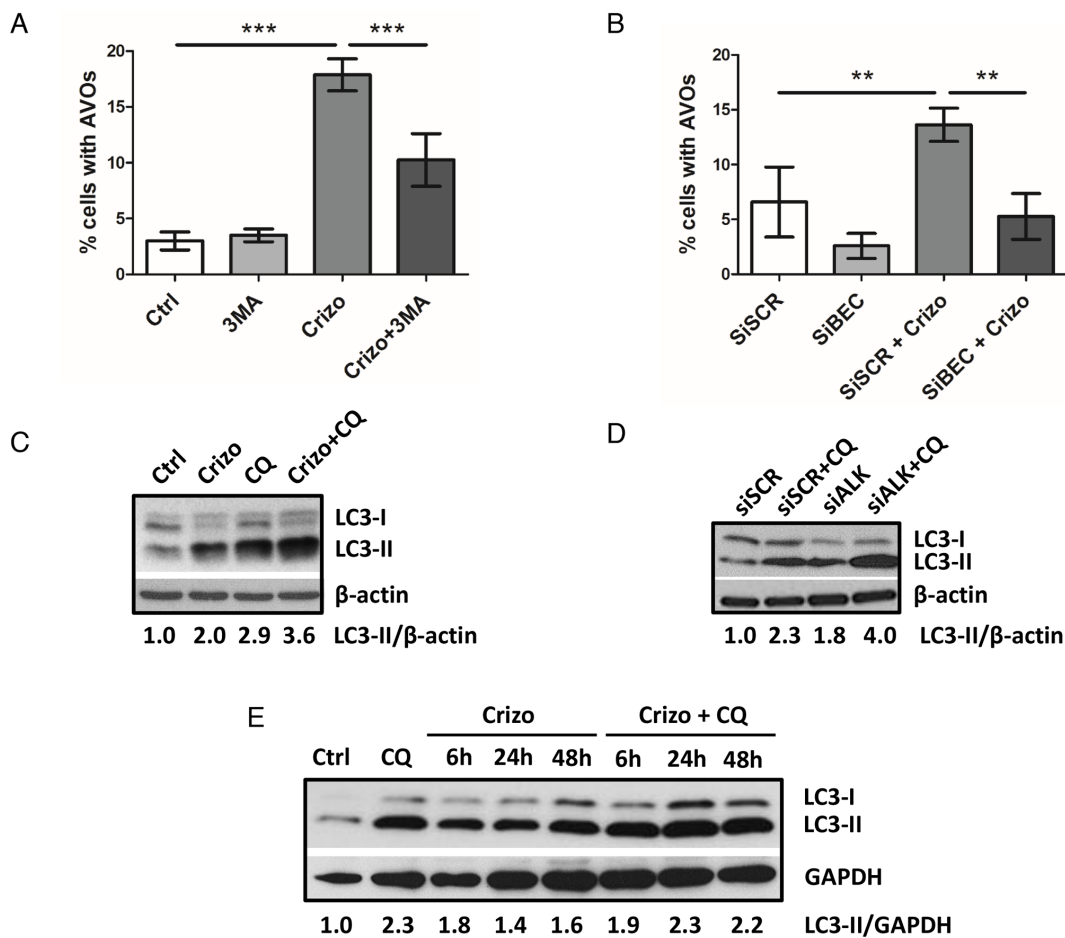 A
% cells with AVOs
20
15
10
5
0
*** ***
Ctrl
3MA
Crizo
Crizo+3MA
B
% cells with AVOs
20
15
10
5
0
** **
SiSCR
SiBEC
SiSCR + Crizo
SiBEC + Crizo
C
Ctrl Crizo CQ Crizo+CQ
LC3-I
LC3-II
β-actin
1.0 2.0 2.9 3.6 LC3-II/β-actin
D
siSCR siSCR+CQ siALK siALK+CQ
LC3-I
LC3-II
β-actin
1.0 2.3 1.8 4.0 LC3-II/β-actin
E
Crizo Crizo + CQ
Ctrl CQ 6h 24h 48h 6h 24h 48h
LC3-I
LC3-II
GAPDH
1.0 2.3 1.8 1.4 1.6 1.9 2.3 2.2 LC3-II/GAPDH